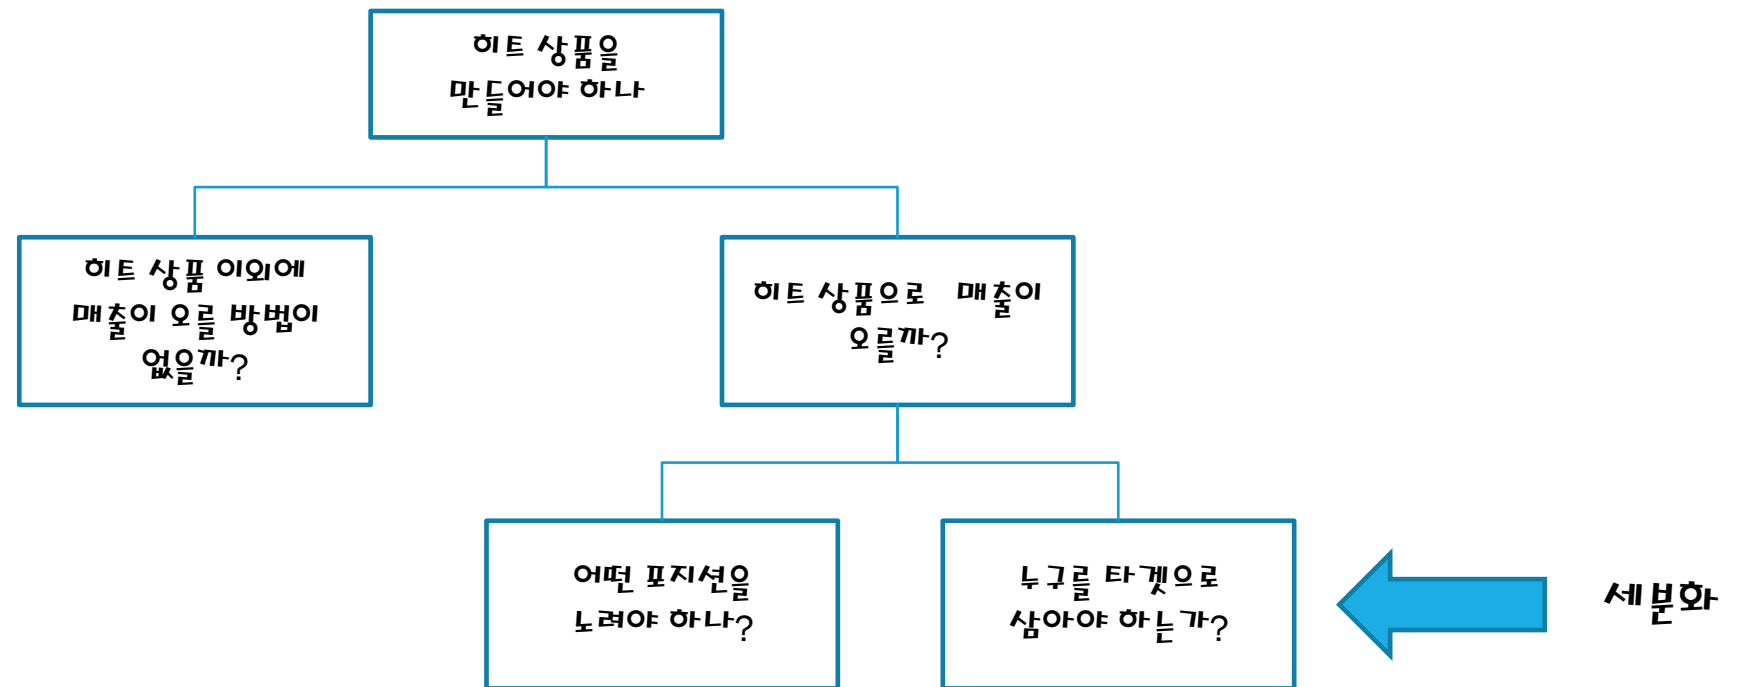 히트 상품을
만들어야 하나
히트 상품 이외에
매출이 오를 방법이
없을까?
히트 상품으로 매출이
오를까?
어떤 포지션을
노려야 하나?
누구를 타겟으로
삼아야 하는가?
세분화